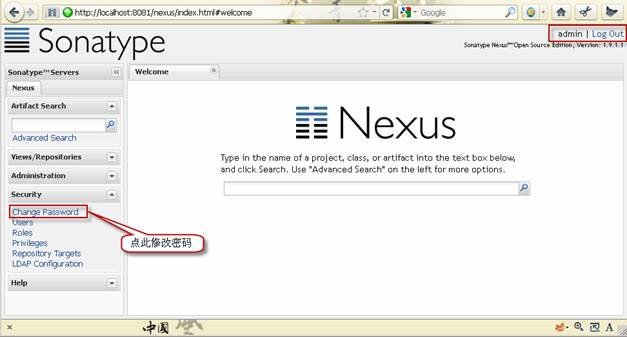 http://localhost:8081/nexus/index.html#welcome
Google
Sonatype
admin | Log Out
Sonatype Nexus™ Open Source Edition, Version: 1.9.1.1
Sonatype™ Servers
Nexus
Welcome
Artifact Search
Advanced Search
Views/Repositories
Administration
Security
Change Password
Users
Roles
Privileges
Repository Targets
LDAP Configuration
Help
Nexus
Type in the name of a project, class, or artifact into the text box below,
and click Search. Use "Advanced Search" on the left for more options.
点此修改密码
中國